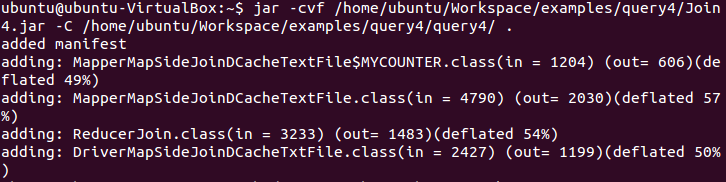 ubuntu@ubuntu-VirtualBox:~$ jar -cvf /home/ubuntu/Workspace/examples/query4/Join
4.jar -C /home/ubuntu/Workspace/examples/query4/query4/ .
added manifest
adding: MapperMapSideJoinDCacheTextFile$MYCOUNTER.class(in = 1204) (out= 606)(de
flated 49%)
adding: MapperMapSideJoinDCacheTextFile.class(in = 4790) (out= 2030)(deflated 57
%)
adding: ReducerJoin.class(in = 3233) (out= 1483)(deflated 54%)
adding: DriverMapSideJoinDCacheTxtFile.class(in = 2427) (out= 1199)(deflated 50%
)